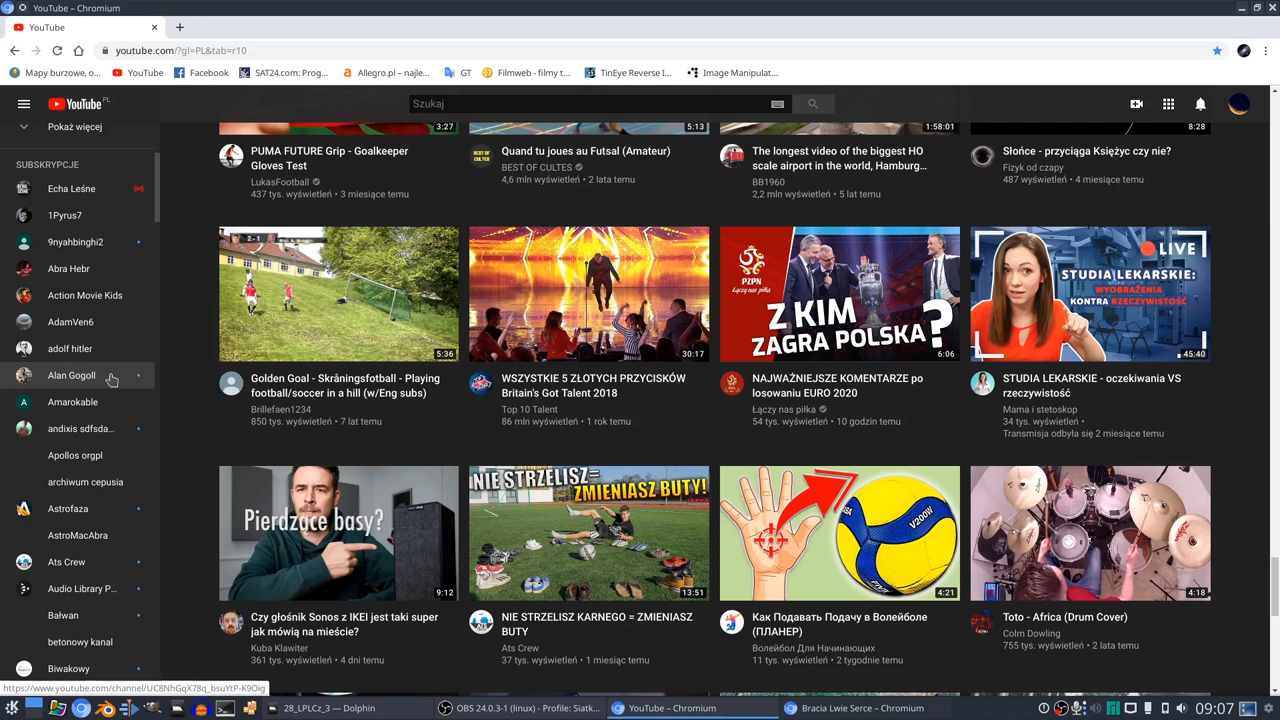 YouTube – Chromium
YouTube
youtube.com/?gl=PL&tab=r10
Mapy burzowe, o...
YouTube
Facebook
SAT24.com: Prog...
Allegro.pl – najle...
GT
Filmweb - filmy t...
TinEye Reverse I...
Image Manipulat...
YouTube PL
Szukaj
Pokaż więcej
SUBSKRYPCJE
Echa Leśne
1Pyrus7
9nyahbinghi2
Abra Hebr
Action Movie Kids
AdamVen6
adolf hitler
Alan Gogoll
Amarokable
andixis sdfsda...
Apollos orgpl
archiwum cepusia
Astrofaza
AstroMacAbra
Ats Crew
Audio Library P...
Bałwan
betonowy kanal
Biwakowy
3:27
5:13
1:58:01
8:28
PUMA FUTURE Grip - Goalkeeper
Gloves Test
LukasFootball
437 tys. wyświetleń • 3 miesiące temu
BEST OF CULTES
Quand tu joues au Futsal (Amateur)
BEST OF CULTES
4,6 mln wyświetleń • 2 lata temu
The longest video of the biggest HO
scale airport in the world, Hamburg...
BB1960
2,2 mln wyświetleń • 5 lat temu
Słońce - przyciąga Księżyc czy nie?
Fizyk od czapy
487 wyświetleń • 4 miesiące temu
2-1
5:36
30:17
PZPN
Łączy nas piłka
Z KIM
ZAGRA POLSKA?
6:06
LIVE
STUDIA LEKARSKIE:
WYOBRAŻENIA
KONTRA RZECZYWISTOŚĆ
45:40
Golden Goal - Skråningsfotball - Playing
football/soccer in a hill (w/Eng subs)
Brillefaen1234
850 tys. wyświetleń • 7 lat temu
WSZYSTKIE 5 ZŁOTYCH PRZYCISKÓW
Britain's Got Talent 2018
Top 10 Talent
86 mln wyświetleń • 1 rok temu
NAJWAŻNIEJSZE KOMENTARZE po
losowaniu EURO 2020
Łączy nas piłka
54 tys. wyświetleń • 10 godzin temu
STUDIA LEKARSKIE - oczekiwania VS
rzeczywistość
Mama i stetoskop
34 tys. wyświetleń •
Transmisja odbyła się 2 miesiące temu
Pierdzące basy?
9:12
NIE STRZELISZ=
ZMIENIASZ BUTY!
13:51
V200W
4:21
4:18
Czy głośnik Sonos z IKEI jest taki super
jak mówią na mieście?
Kuba Klawiter
361 tys. wyświetleń • 4 dni temu
NIE STRZELISZ KARNEGO = ZMIENIASZ
BUTY
Ats Crew
37 tys. wyświetleń • 1 miesiąc temu
Как Подавать Подачу в Волейболе
(ПЛАНЕР)
Волейбол Для Начинающих
11 tys. wyświetleń • 2 tygodnie temu
Toto - Africa (Drum Cover)
Colm Dowling
755 tys. wyświetleń • 2 lata temu
https://www.youtube.com/channel/UC8NhGqX78q_bsuYtP-K9Oig
28_LPLCz_3 — Dolphin
OBS 24.0.3-1 (linux) - Profile: Siatk...
YouTube – Chromium
Bracia Lwie Serce — Chromium
09:07